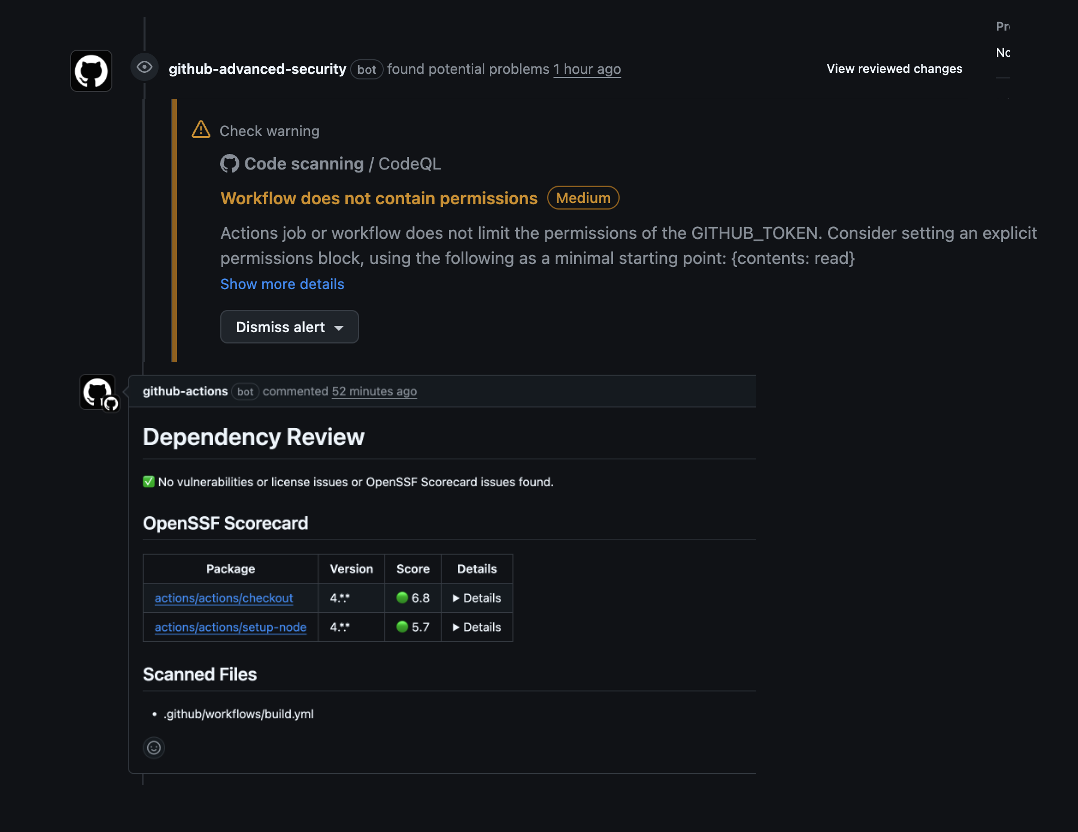 Pr
No
github-advanced-security bot found potential problems 1 hour ago
View reviewed changes
Check warning
Code scanning / CodeQL
Workflow does not contain permissions Medium
Actions job or workflow does not limit the permissions of the GITHUB_TOKEN. Consider setting an explicit
permissions block, using the following as a minimal starting point: {contents: read}
Show more details
Dismiss alert
github-actions bot commented 52 minutes ago
Dependency Review
✅ No vulnerabilities or license issues or OpenSSF Scorecard issues found.
OpenSSF Scorecard
Package Version Score Details
actions/actions/checkout 4.*.* 🟢 6.8 ▶ Details
actions/actions/setup-node 4.*.* 🟢 5.7 ▶ Details
Scanned Files
• .github/workflows/build.yml